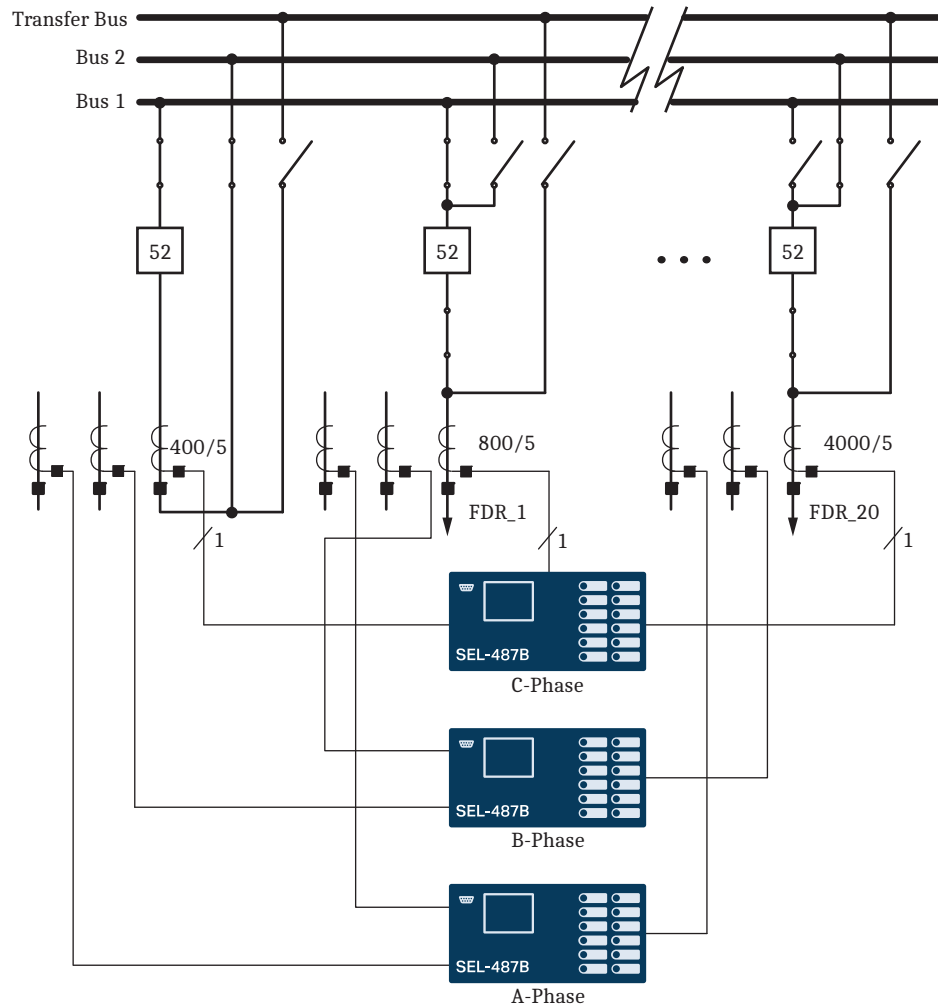 Transfer Bus
Bus 2
Bus 1
52
52
52
400/5
800/5
4000/5
FDR_1
FDR_20
1
1
1
SEL-487B
C-Phase
SEL-487B
B-Phase
SEL-487B
A-Phase